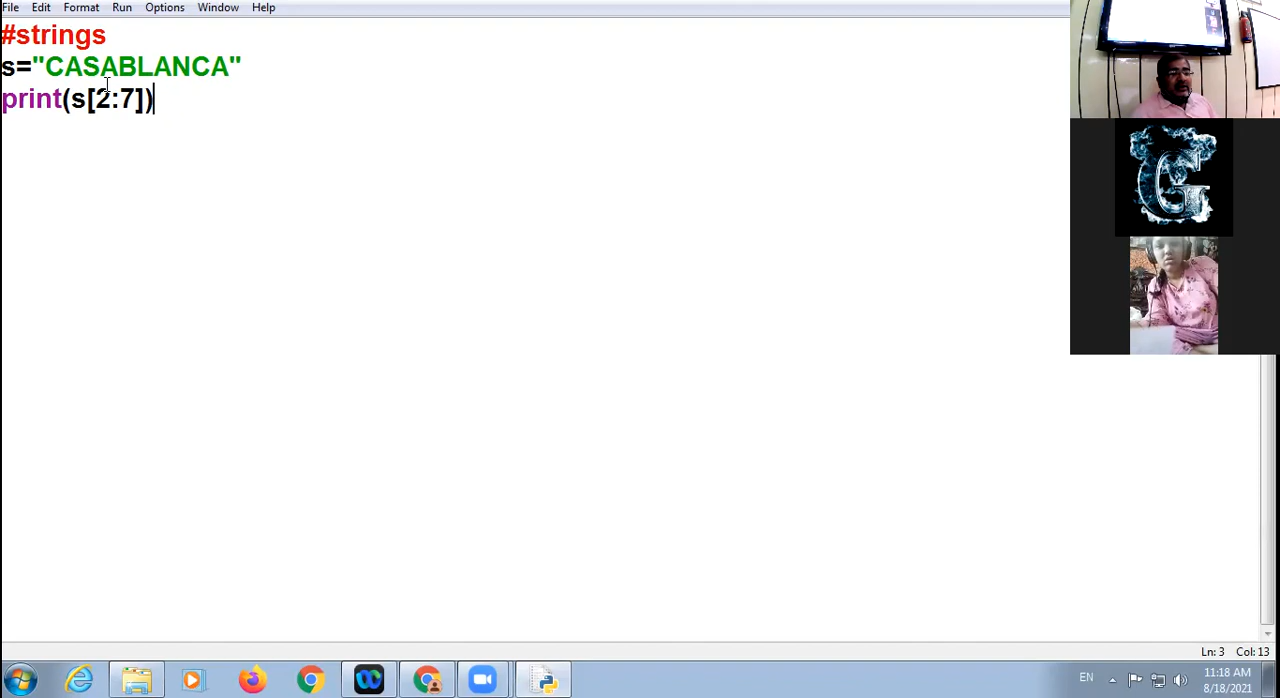 File Edit Format Run Options Window Help
#strings
s="CASABLANCA"
print(s[2:7])
G
Ln: 3 Col: 13
EN 11:18 AM
8/18/2021